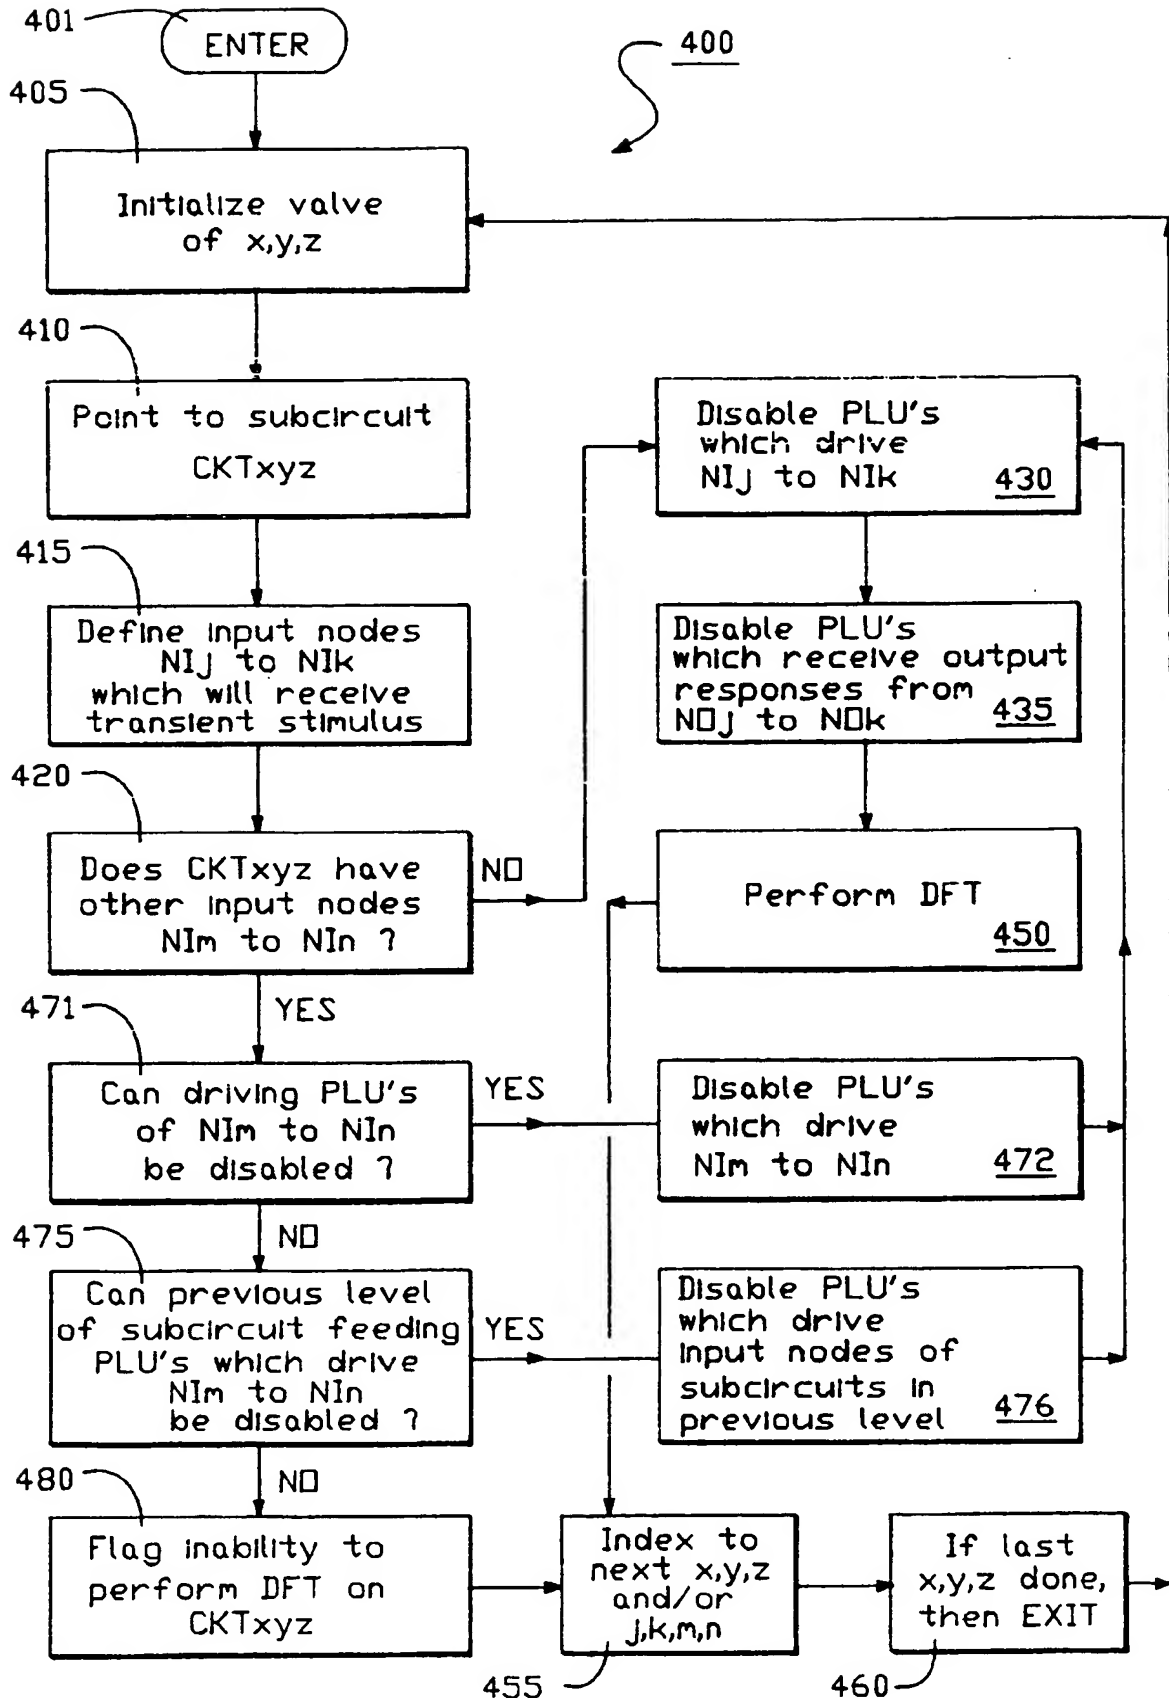 401
ENTER
400
405
Initialize valve
of x,y,z
410
Point to subcircuit
CKTxyz
415
Define input nodes
NIj to NIk
which will receive
transient stimulus
420
Does CKTxyz have
other input nodes
NIm to NIn ?
NO
YES
Disable PLU's
which drive
NIj to NIk
430
Disable PLU's
which receive output
responses from
NOj to NOk
435
Perform DFT
450
471
Can driving PLU's
of NIm to NIn
be disabled ?
YES
NO
Disable PLU's
which drive
NIm to NIn
472
475
Can previous level
of subcircuit feeding
PLU's which drive
NIm to NIn
be disabled ?
YES
NO
Disable PLU's
which drive
input nodes of
subcircuits in
previous level
476
480
Flag inability to
perform DFT on
CKTxyz
Index to
next x,y,z
and/or
j,k,m,n
455
If last
x,y,z done,
then EXIT
460